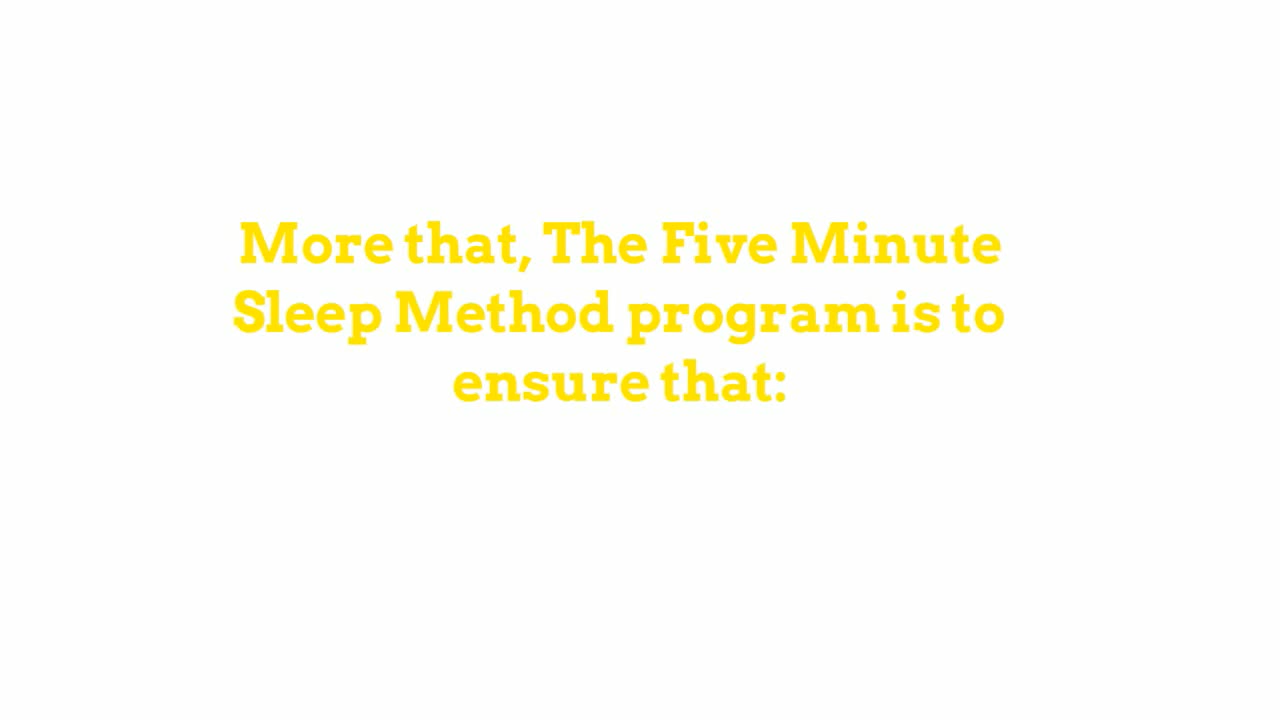 More that, The Five Minute
Sleep Method program is to
ensure that: